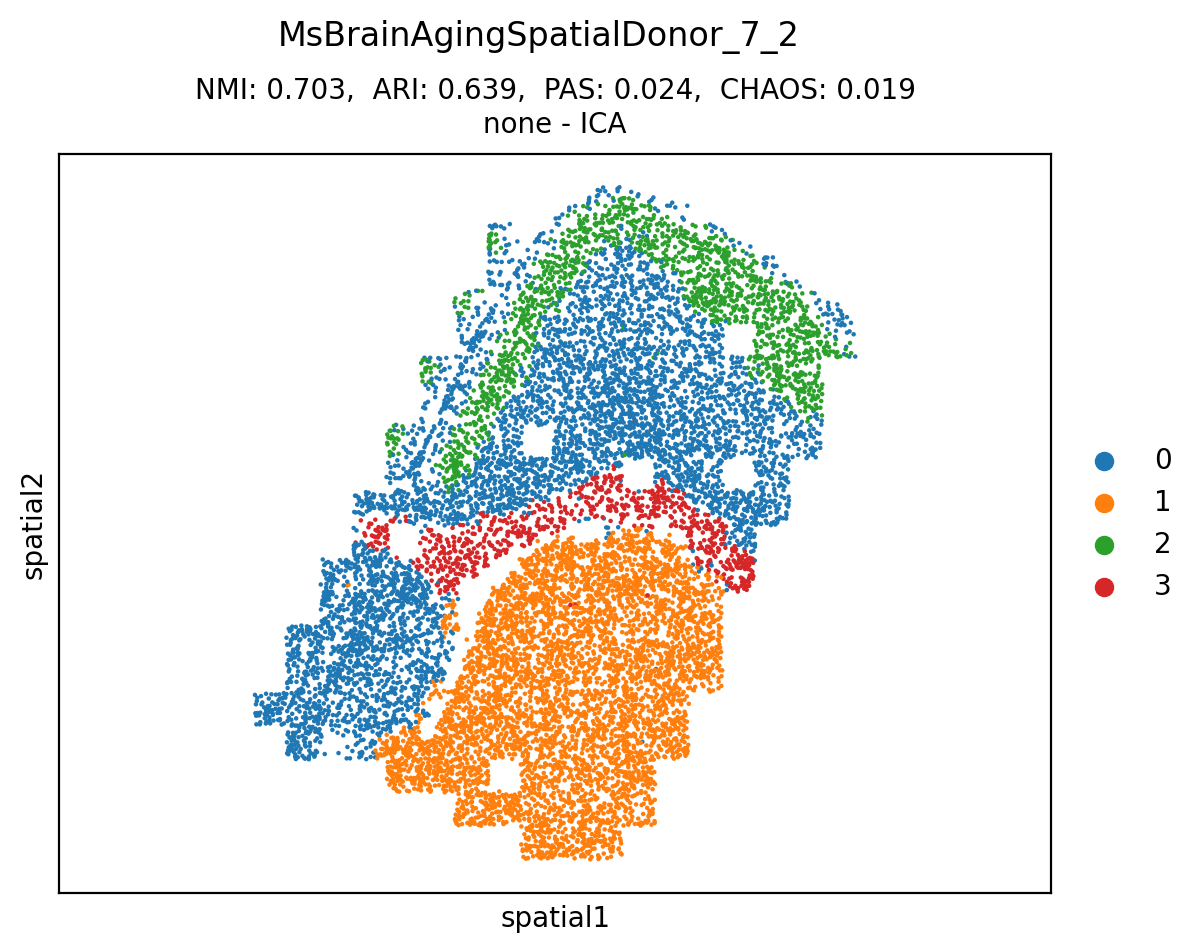 MsBrainAgingSpatialDonor_7_2
NMI: 0.703,  ARI: 0.639,  PAS: 0.024,  CHAOS: 0.019
none - ICA
spatial2
0
1
2
3
spatial1